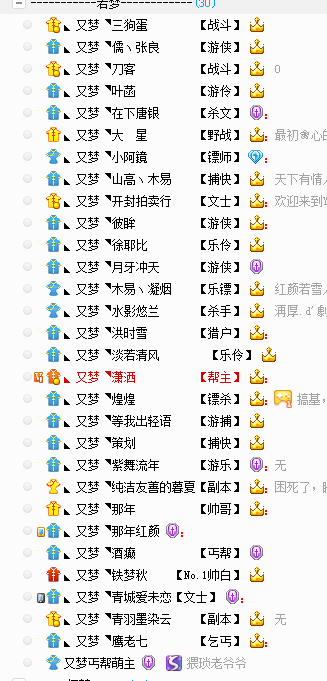 -----------若梦-----------(30)
又梦◥三狗蛋 【战斗】
又梦◥儒丶张良 【游侠】
又梦◥刀客 【战斗】 0
又梦◥叶菡 【游伶】
又梦◥在下唐银 【杀文】
又梦◥大 星 【野战】 最初❀心的
又梦◥小阿镜 【镖师】
又梦◥山高丶木易 【捕快】 天下有情人
又梦◥开封拍卖行 【文士】 欢迎来到
又梦◥彼眸 【游侠】
又梦◥徐耶比 【乐伶】
又梦◥月牙冲天 【游侠】
又梦◥木易丶凝烟 【乐镖】 红颜若雪
又梦◥水影悠兰 【杀手】
又梦◥洪时雪 【猎户】
又梦◥淡若清风 【乐伶】
又梦◥潇洒 【帮主】
又梦◥煌煌 【镖杀】 搞基,
又梦◥等我出轻语 【游捕】
又梦◥策划 【捕快】
又梦◥紫舞流年 【游乐】 无
又梦◥纯洁友善的蓉夏【副本】 困死了,
又梦◥那年 【帅哥】
又梦◥那年红颜
又梦◥酒癫 【丐帮】
又梦◥铁梦秋 【No.1帅白】
又梦◥青城爱未恋【文士】
又梦◥青羽墨染云 【副本】 无
又梦◥鹰老七 【乞丐】
又梦丐帮萌主 猥琐老爷爷